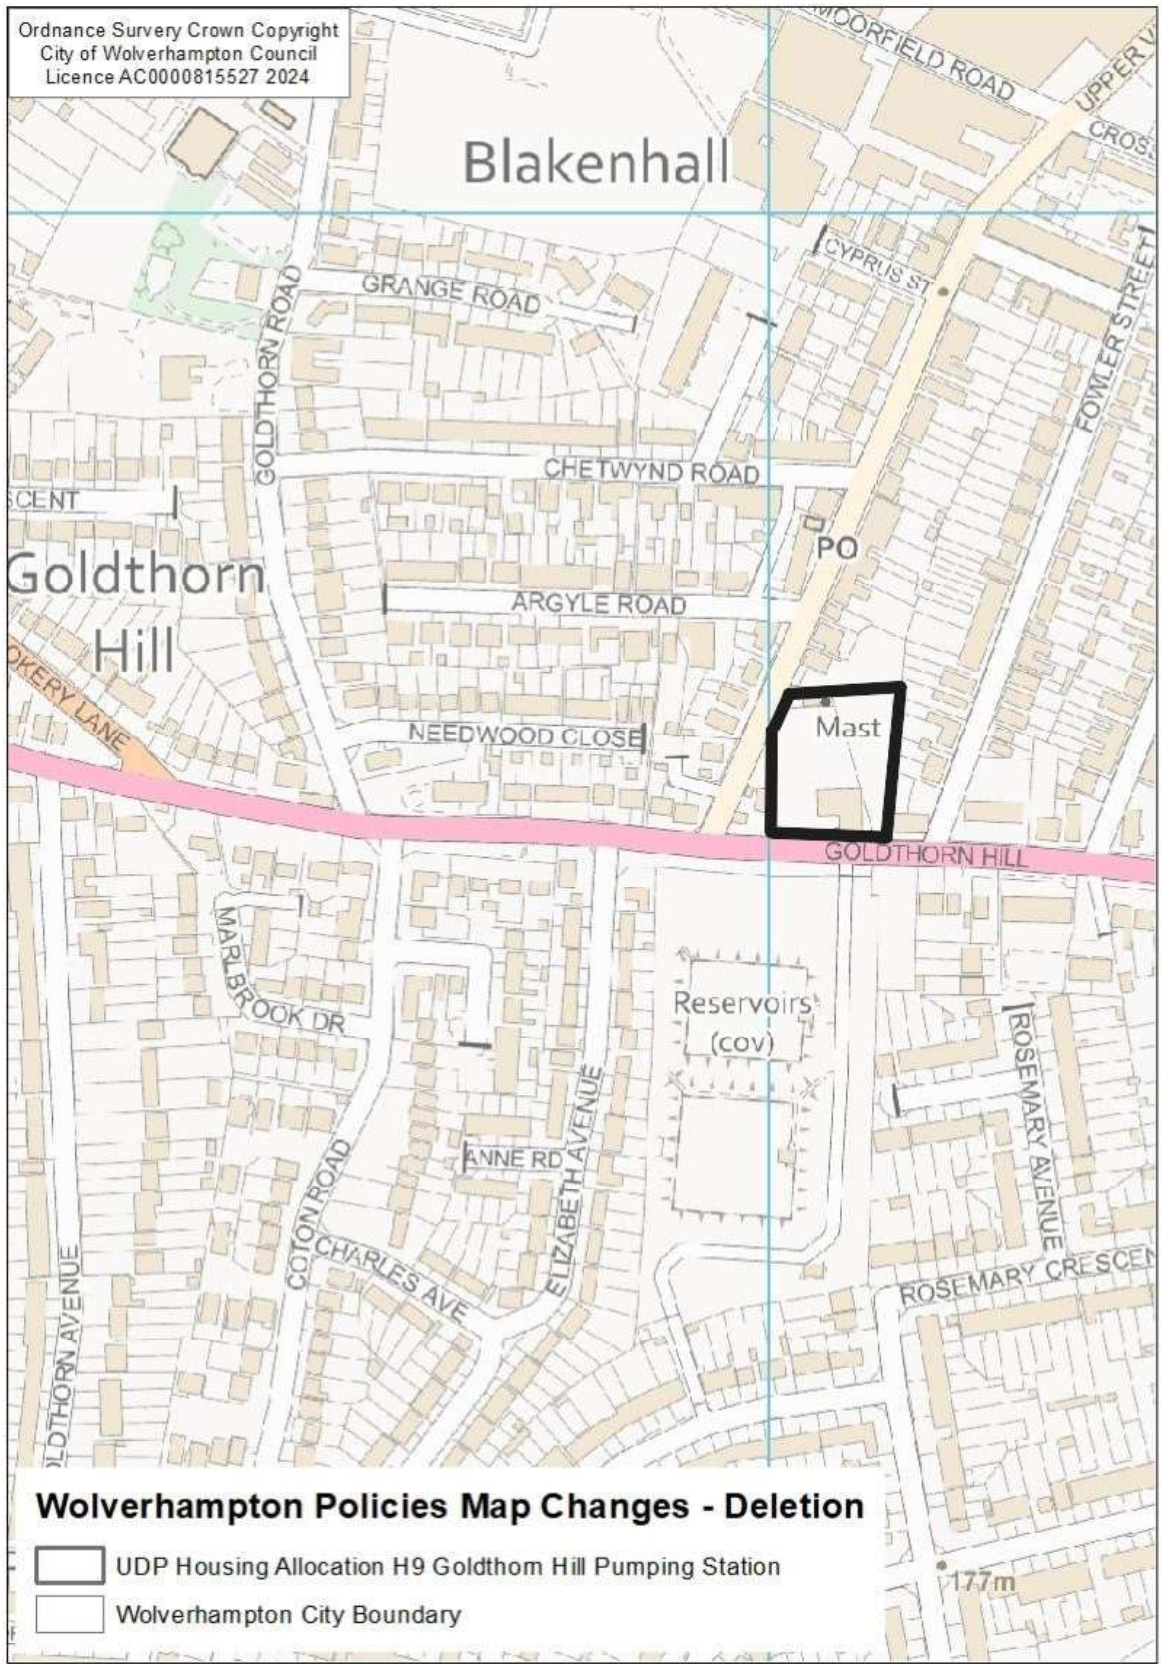 Ordnance Survery Crown Copyright
City of Wolverhampton Council
Licence AC0000815527 2024
MOORFIELD ROAD
UPPER V
CROSS
Blakenhall
CYPRUS ST
GRANGE ROAD
GOLDTHORN ROAD
FOWLER STREET
CHETWYND ROAD
SCENT
PO
Goldthorn
Hill
ARGYLE ROAD
OKERY LANE
NEEDWOOD CLOSE
Mast
GOLDTHORN HILL
MARLBROOK DR
Reservoirs
(cov)
ROSEMARY AVENUE
ANNE RD
ELIZABETH AVENUE
COTON ROAD
CHARLES AVE
OLDTHORN AVENUE
ROSEMARY CRESCEN
Wolverhampton Policies Map Changes - Deletion
UDP Housing Allocation H9 Goldthorn Hill Pumping Station
Wolverhampton City Boundary
177m